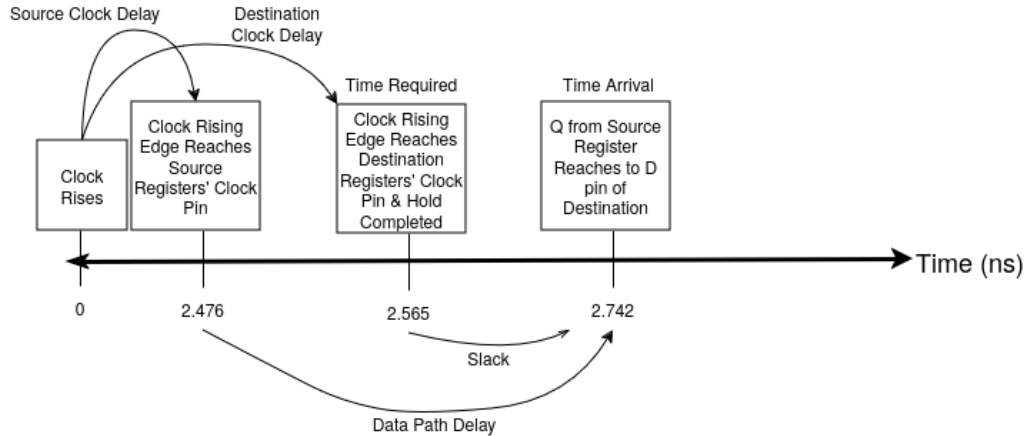 Source Clock Delay
Destination
Clock Delay
Time Required
Time Arrival
Clock
Rises
Clock Rising
Edge Reaches
Source
Registers' Clock
Pin
Clock Rising
Edge Reaches
Destination
Registers' Clock
Pin & Hold
Completed
Q from Source
Register
Reaches to D
pin of
Destination
Time (ns)
0
2.476
2.565
2.742
Slack
Data Path Delay